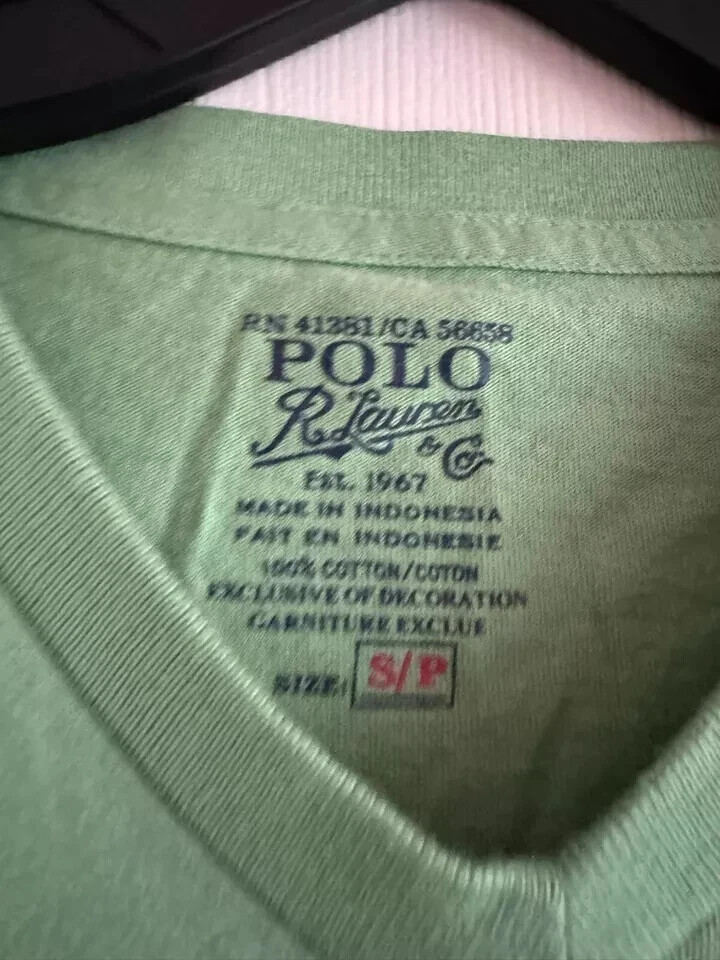 RN 41381/CA 56658
POLO
R. Lauren
& Co.
Est. 1967
MADE IN INDONESIA
FAIT EN INDONESIE
100% COTTON/COTON
EXCLUSIVE OF DECORATION
GARNITURE EXCLUE
SIZE: S/P